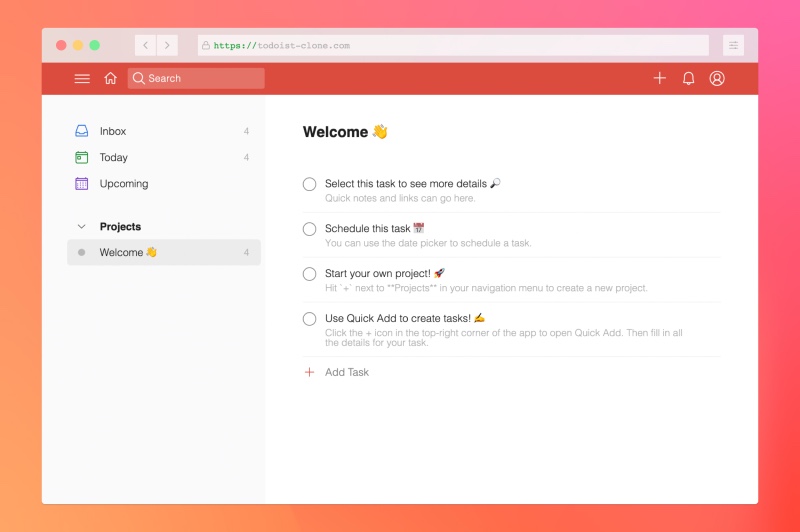 https://todoist-clone.com
Search
Inbox 4
Today 4
Upcoming
Projects
Welcome 👋 4
Welcome 👋
Select this task to see more details 🔎
Quick notes and links can go here.
Schedule this task 📅
You can use the date picker to schedule a task.
Start your own project! 🚀
Hit `+` next to **Projects** in your navigation menu to create a new project.
Use Quick Add to create tasks! ✍️
Click the + icon in the top-right corner of the app to open Quick Add. Then fill in all
the details for your task.
Add Task